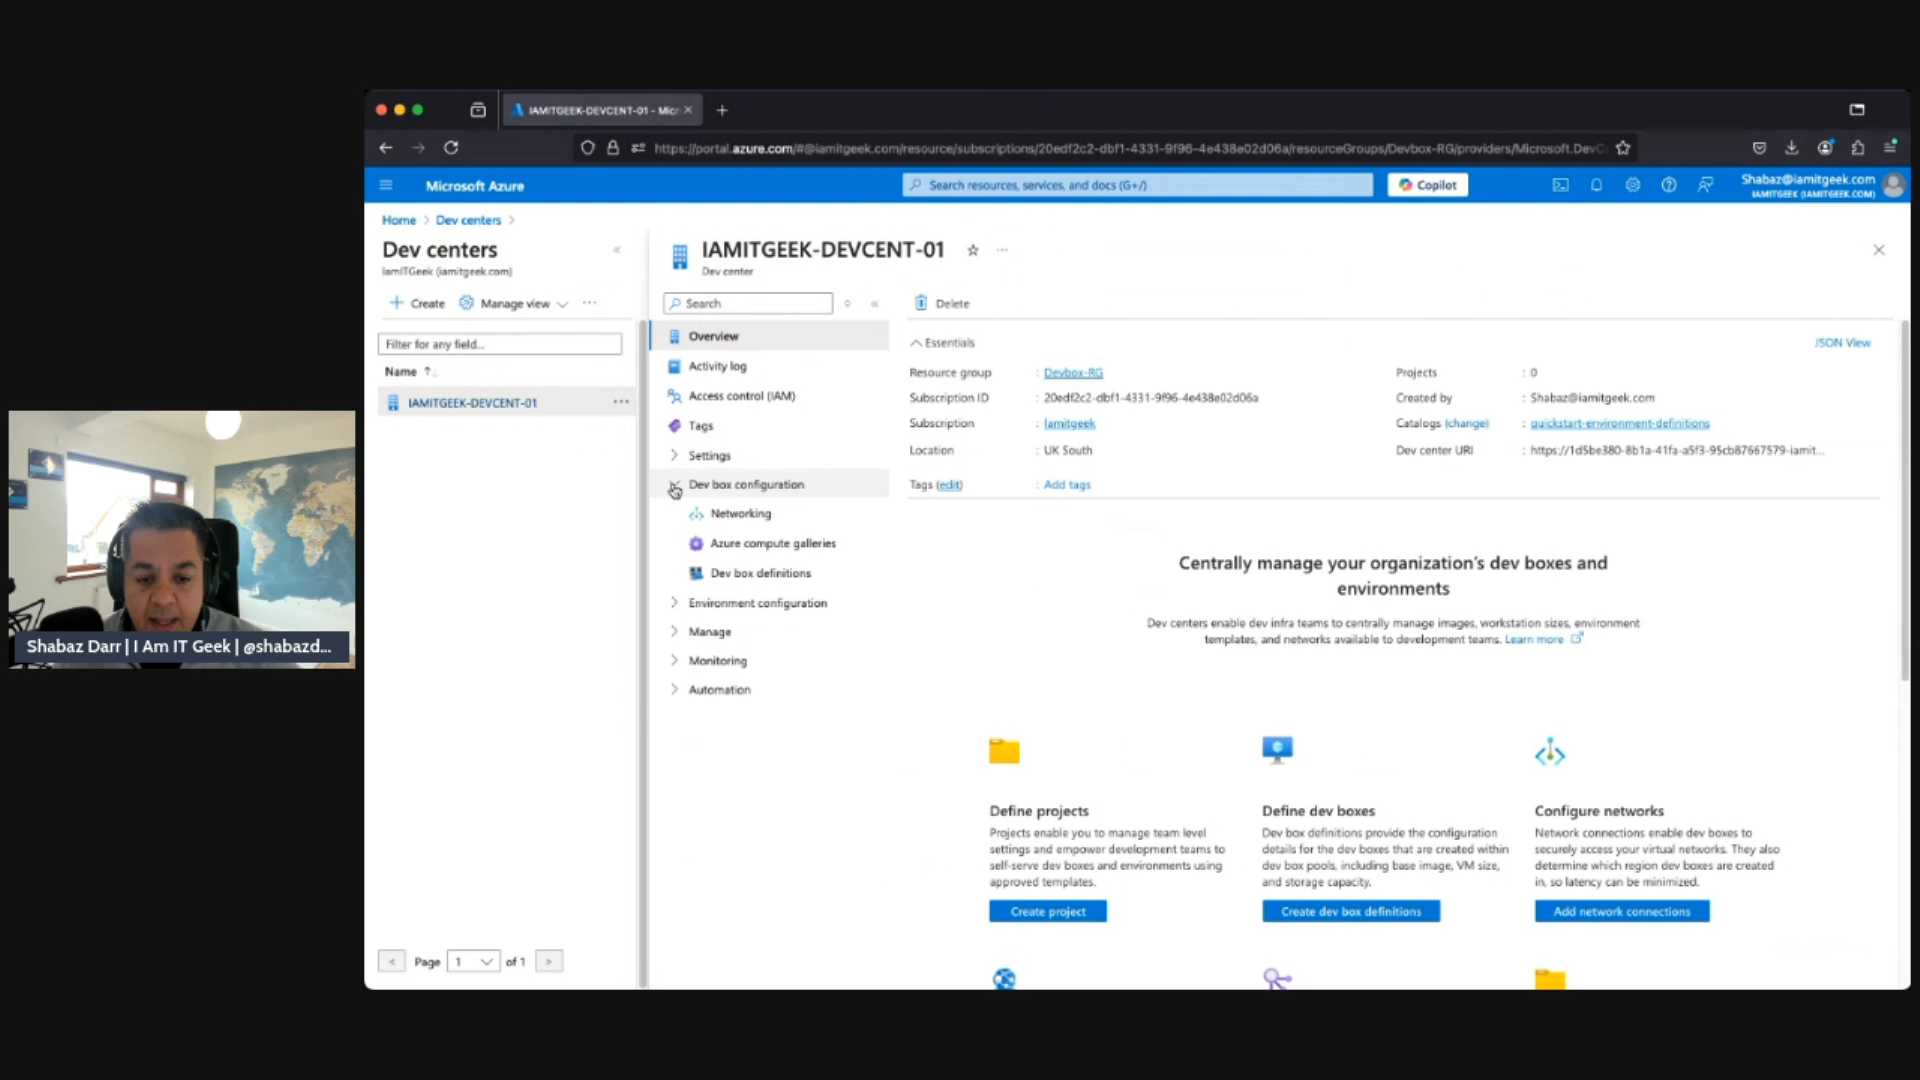 IAMITGEEK-DEVCENT-01 - Micr
https://portal.azure.com/#@iamitgeek.com/resource/subscriptions/20edf2c2-dbf1-4331-9f96-4e438e02d06a/resourceGroups/Devbox-RG/providers/Microsoft.DevC
Microsoft Azure
Search resources, services, and docs (G+/)
Copilot
Shabaz@iamitgeek.com
IAMITGEEK (IAMITGEEK.COM)
Home > Dev centers >
Dev centers
IamITGeek (iamitgeek.com)
Create
Manage view
Filter for any field...
Name
IAMITGEEK-DEVCENT-01
Page 1 of 1
IAMITGEEK-DEVCENT-01
Dev center
Search
Overview
Activity log
Access control (IAM)
Tags
Settings
Dev box configuration
Networking
Azure compute galleries
Dev box definitions
Environment configuration
Manage
Monitoring
Automation
Delete
Essentials
JSON View
Resource group : Devbox-RG
Subscription ID : 20edf2c2-dbf1-4331-9f96-4e438e02d06a
Subscription : Iamitgeek
Location : UK South
Projects : 0
Created by : Shabaz@iamitgeek.com
Catalogs (change) : quickstart-environment-definitions
Dev center URI : https://1d5be380-8b1a-41fa-a5f3-95cb87667579-iamit...
Tags (edit) : Add tags
Centrally manage your organization's dev boxes and
environments
Dev centers enable dev infra teams to centrally manage images, workstation sizes, environment
templates, and networks available to development teams. Learn more
Define projects
Projects enable you to manage team level
settings and empower development teams to
self-serve dev boxes and environments using
approved templates.
Create project
Define dev boxes
Dev box definitions provide the configuration
details for the dev boxes that are created within
dev box pools, including base image, VM size,
and storage capacity.
Create dev box definitions
Configure networks
Network connections enable dev boxes to
securely access your virtual networks. They also
determine which region dev boxes are created
in, so latency can be minimized.
Add network connections
Shabaz Darr | I Am IT Geek | @shabazd...